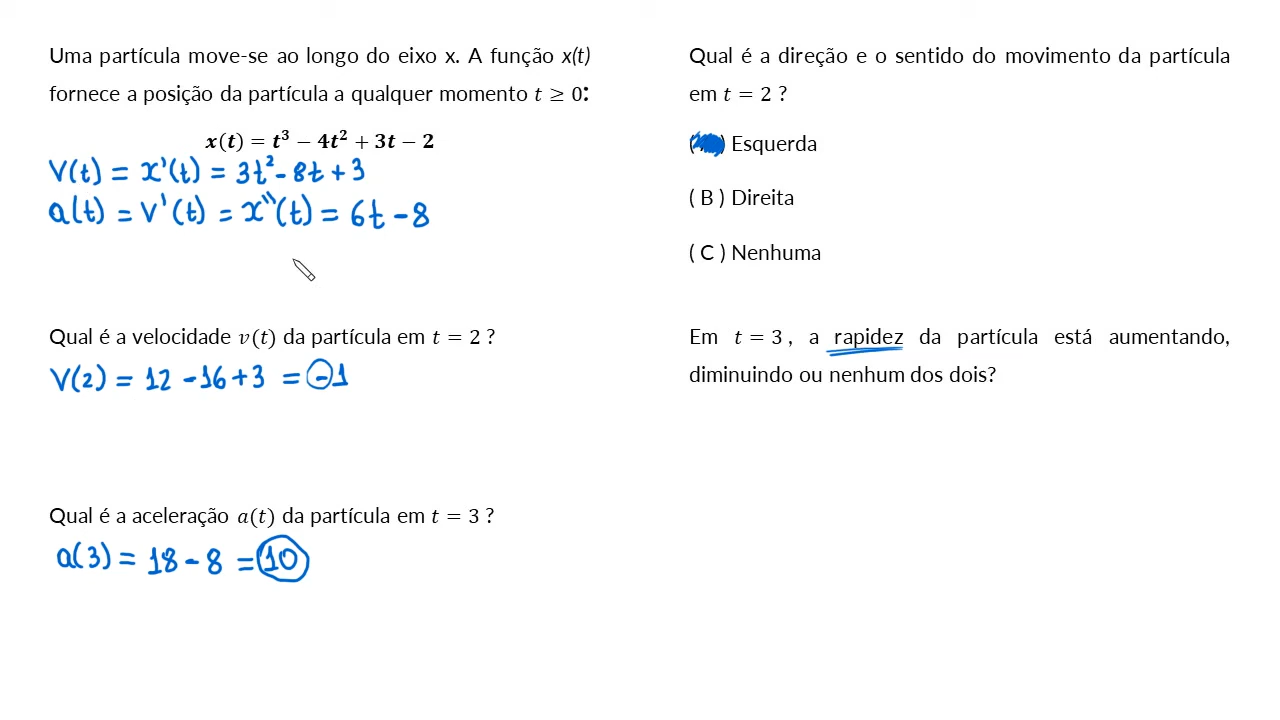 Uma partícula move-se ao longo do eixo x. A função x(t)
fornece a posição da partícula a qualquer momento t ≥ 0:
x(t) = t³ − 4t² + 3t − 2
v(t) = x'(t) = 3t² - 8t + 3
a(t) = v'(t) = x''(t) = 6t - 8
Qual é a velocidade v(t) da partícula em t = 2 ?
v(2) = 12 - 16 + 3 = -1
Qual é a aceleração a(t) da partícula em t = 3 ?
a(3) = 18 - 8 = 10
Qual é a direção e o sentido do movimento da partícula
em t = 2 ?
( ) Esquerda
( B ) Direita
( C ) Nenhuma
Em t = 3 , a rapidez da partícula está aumentando,
diminuindo ou nenhum dos dois?